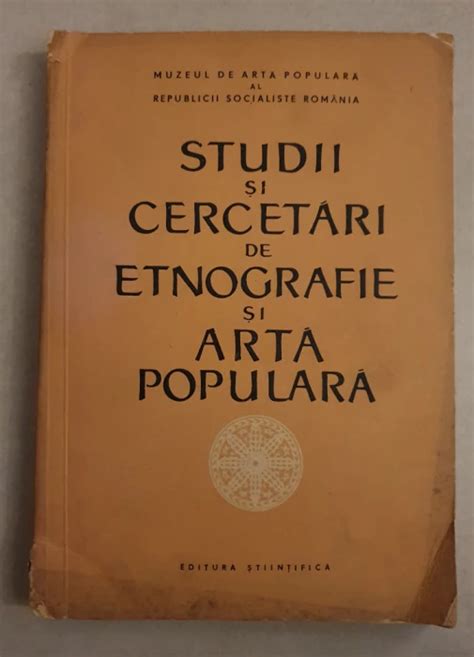 MUZEUL DE ARTĂ POPULARĂ
AL
REPUBLICII SOCIALISTE ROMÂNIA
STUDII
ȘI
CERCETĂRI
DE
ETNOGRAFIE
ȘI
ARTĂ
POPULARĂ
EDITURA ȘTIINȚIFICĂ